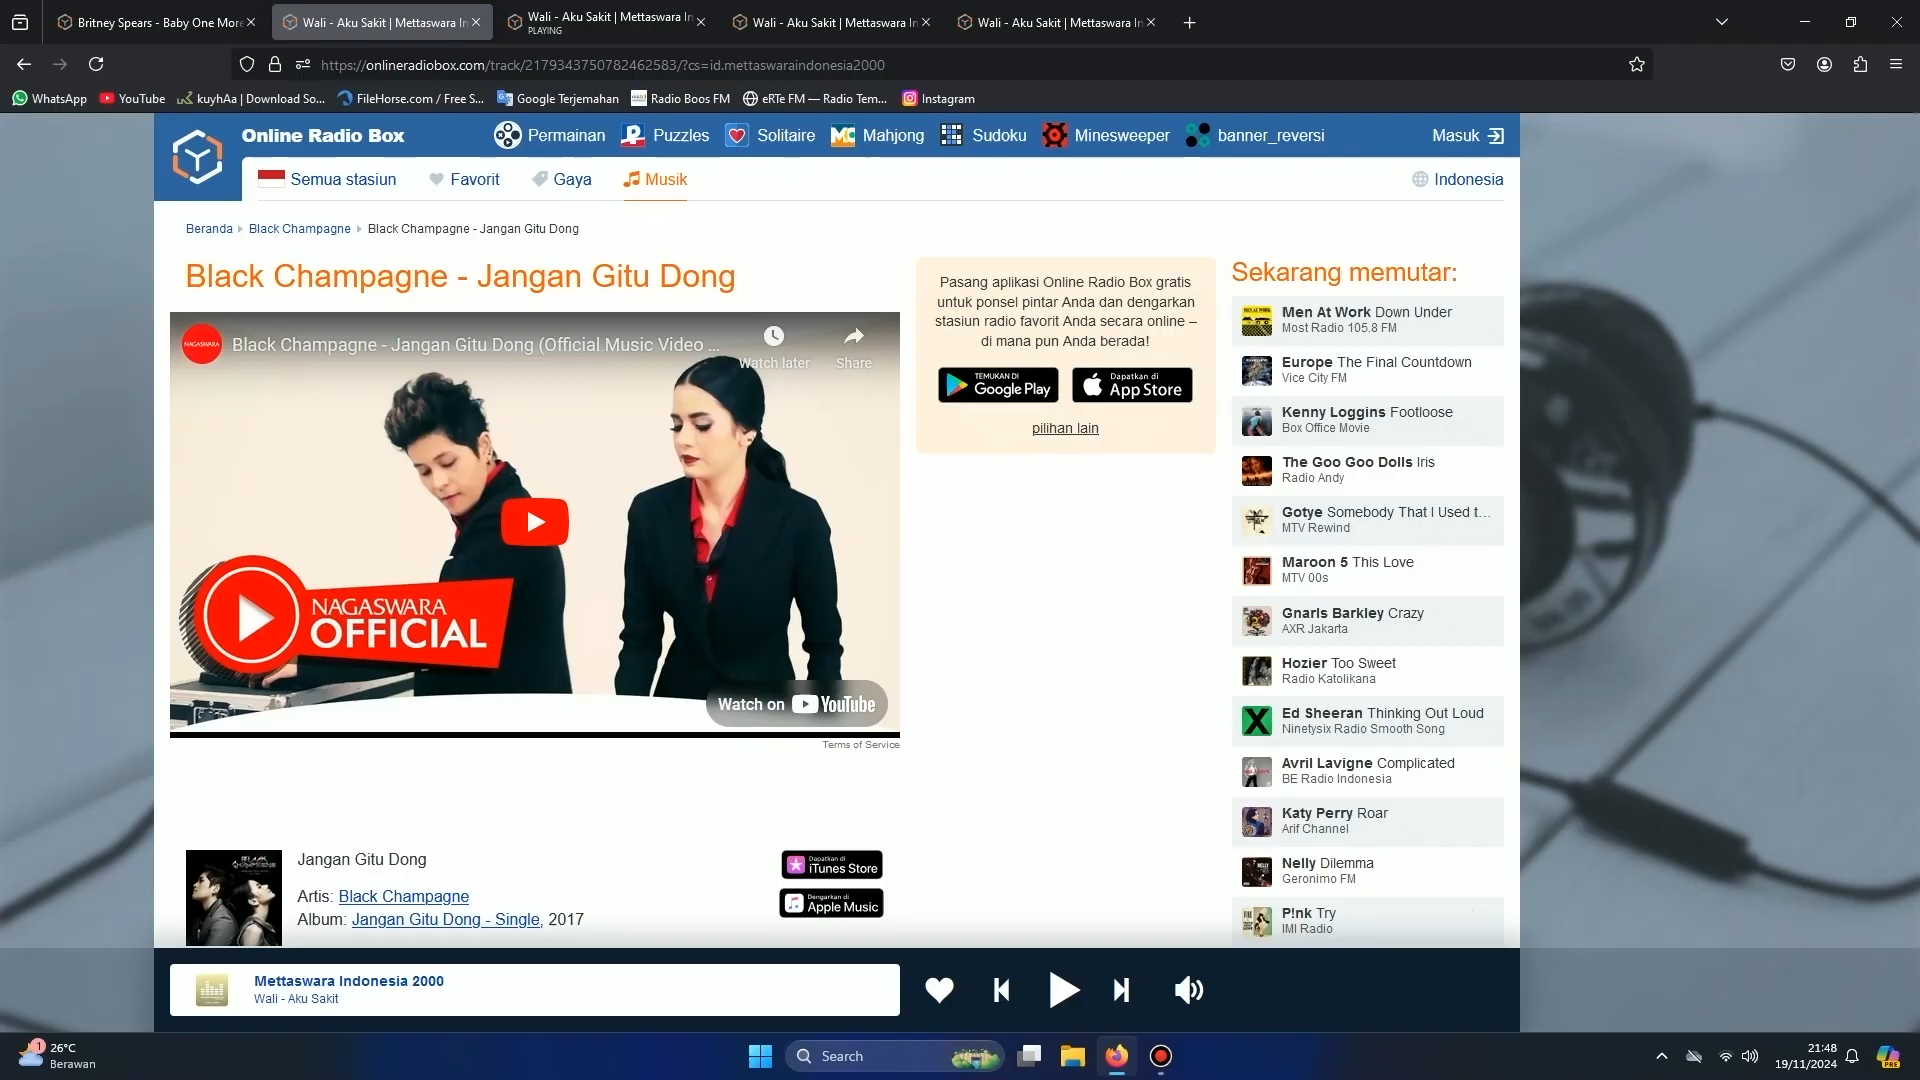 Britney Spears - Baby One More
Wali - Aku Sakit | Mettaswara In
Wali - Aku Sakit | Mettaswara In
PLAYING
Wali - Aku Sakit | Mettaswara In
Wali - Aku Sakit | Mettaswara In
https://onlineradiobox.com/track/2179343750782462583/?cs=id.mettaswaraindonesia2000
WhatsApp
YouTube
kuyhAa | Download So...
FileHorse.com / Free S...
Google Terjemahan
Radio Boos FM
eRTe FM — Radio Tem...
Instagram
Online Radio Box
Permainan
Puzzles
Solitaire
Mahjong
Sudoku
Minesweeper
banner_reversi
Masuk
Semua stasiun
Favorit
Gaya
Musik
Indonesia
Beranda
Black Champagne
Black Champagne - Jangan Gitu Dong
Black Champagne - Jangan Gitu Dong
NAGASWARA
Black Champagne - Jangan Gitu Dong (Official Music Video ...
Watch later
Share
NAGASWARA
OFFICIAL
Watch on YouTube
Terms of Service
Jangan Gitu Dong
Artis: Black Champagne
Album: Jangan Gitu Dong - Single, 2017
Dapatkan di
iTunes Store
Dengarkan di
Apple Music
Pasang aplikasi Online Radio Box gratis
untuk ponsel pintar Anda dan dengarkan
stasiun radio favorit Anda secara online –
di mana pun Anda berada!
TEMUKAN DI
Google Play
Dapatkan di
App Store
pilihan lain
Sekarang memutar:
Men At Work Down Under
Most Radio 105.8 FM
Europe The Final Countdown
Vice City FM
Kenny Loggins Footloose
Box Office Movie
The Goo Goo Dolls Iris
Radio Andy
Gotye Somebody That I Used t...
MTV Rewind
Maroon 5 This Love
MTV 00s
Gnarls Barkley Crazy
AXR Jakarta
Hozier Too Sweet
Radio Katolikana
Ed Sheeran Thinking Out Loud
Ninetysix Radio Smooth Song
Avril Lavigne Complicated
BE Radio Indonesia
Katy Perry Roar
Arif Channel
Nelly Dilemma
Geronimo FM
P!nk Try
IMI Radio
Mettaswara Indonesia 2000
Wali - Aku Sakit
1
26°C
Berawan
Search
21:48
19/11/2024
PRE